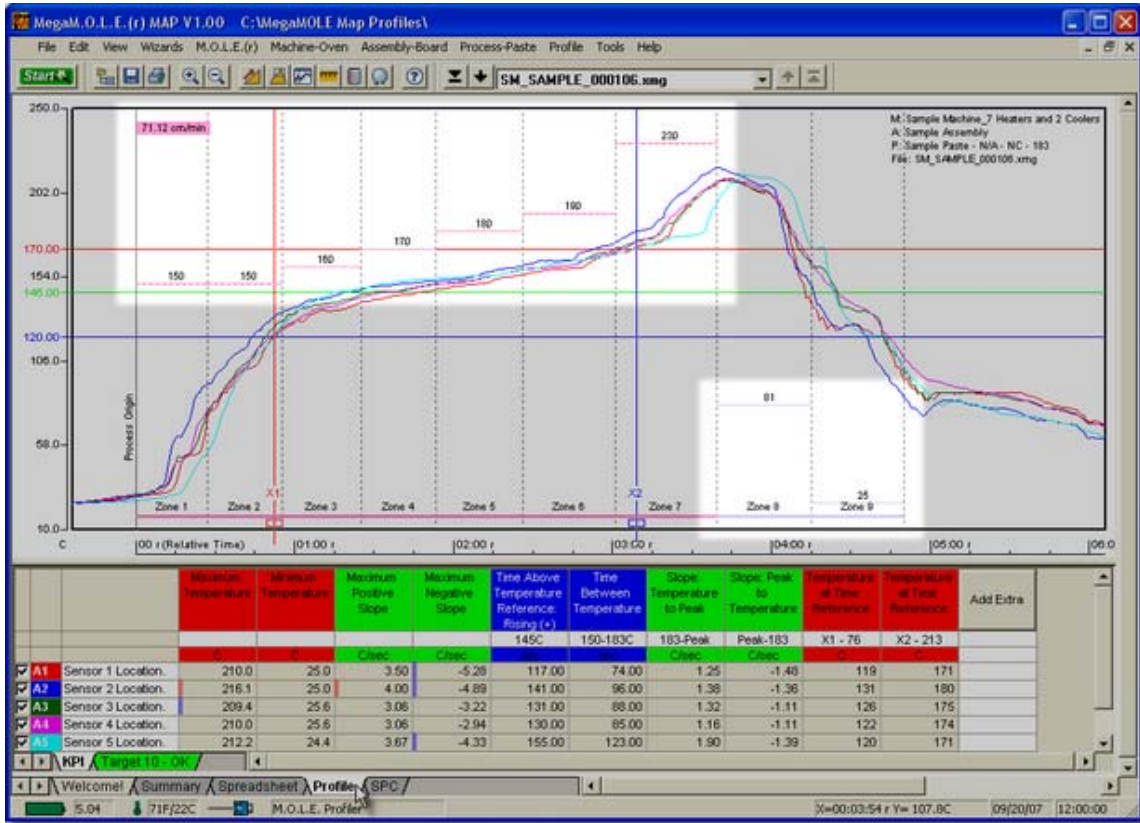 MegaM.O.L.E.(r) MAP V1.00 C:\MegaMOLE Map Profiles\
File Edit View Wizards M.O.L.E.(r) Machine-Oven Assembly-Board Process-Paste Profile Tools Help
Start SM_SAMPLE_000106.xmg
250.0
71.12 cm/min
230
M: Sample Machine_7 Heaters and 2 Coolers
A: Sample Assembly
P: Sample Paste - N/A - NC - 183
File: SM_SAMPLE_000106.xmg
202.0
190
180
170
170.00
160
154.0
150 150
145.00
120.00
106.0
81
58.0
Process Origin
25
X1 X2
Zone 1 Zone 2 Zone 3 Zone 4 Zone 5 Zone 6 Zone 7 Zone 8 Zone 9
10.0
C 00 r (Relative Time) 01:00 r 02:00 r 03:00 r 04:00 r 05:00 r 06:0
Maximum Temperature Minimum Temperature Maximum Positive Slope Maximum Negative Slope Time Above Temperature Reference: Rising (+) Time Between Temperature Slope: Temperature to Peak Slope: Peak to Temperature Temperature at Time Reference Temperature at Time Reference Add Extra
145C 150-183C 183-Peak Peak-183 X1 - 76 X2 - 213
C C C/sec C/sec C/sec C/sec C C
A1 Sensor 1 Location. 210.0 25.0 3.50 -5.28 117.00 74.00 1.25 -1.48 119 171
A2 Sensor 2 Location. 216.1 25.0 4.00 -4.89 141.00 96.00 1.38 -1.36 131 180
A3 Sensor 3 Location. 209.4 25.6 3.06 -3.22 131.00 88.00 1.32 -1.11 126 175
A4 Sensor 4 Location. 210.0 25.6 3.06 -2.94 130.00 85.00 1.16 -1.11 122 174
A5 Sensor 5 Location. 212.2 24.4 3.67 -4.33 155.00 123.00 1.90 -1.39 120 171
KPI Target 10 - OK
Welcome! Summary Spreadsheet Profile SPC
5.04 71F/22C M.O.L.E. Profiler X=00:03:54 r Y= 107.8C 09/20/07 12:00:00